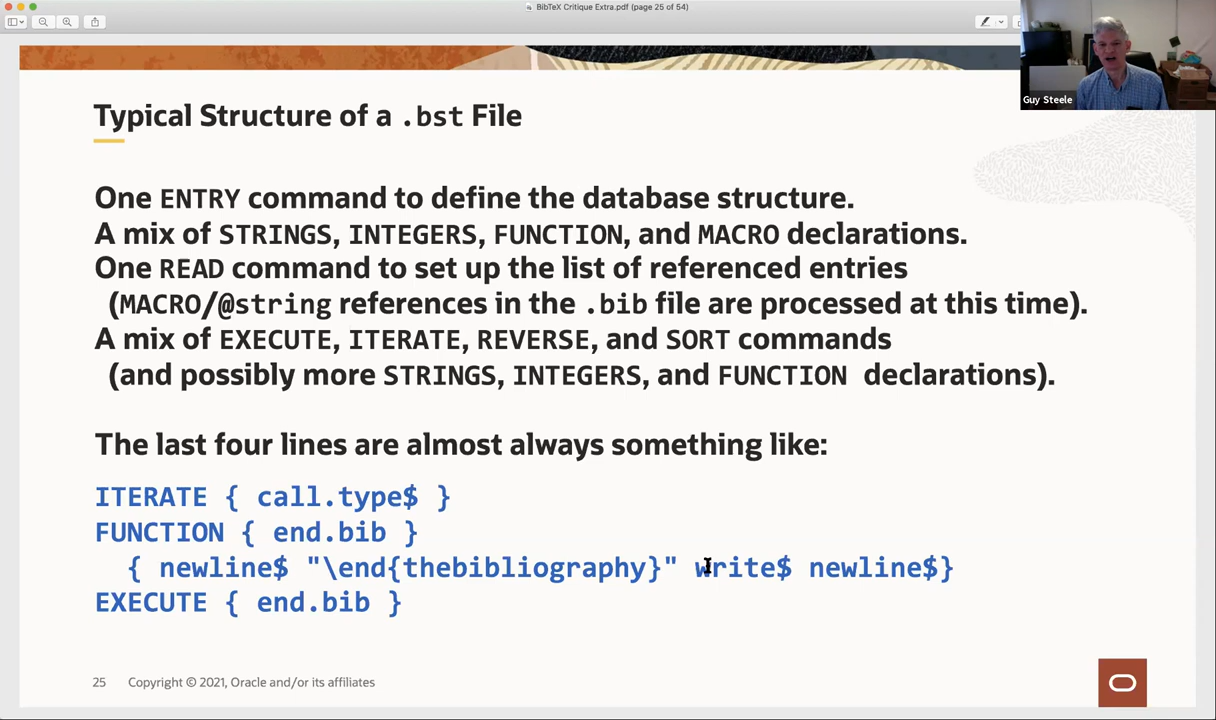 BibTeX Critique Extra.pdf (page 25 of 54)
Guy Steele
Typical Structure of a .bst File
One ENTRY command to define the database structure.
A mix of STRINGS, INTEGERS, FUNCTION, and MACRO declarations.
One READ command to set up the list of referenced entries
(MACRO/@string references in the .bib file are processed at this time).
A mix of EXECUTE, ITERATE, REVERSE, and SORT commands
(and possibly more STRINGS, INTEGERS, and FUNCTION declarations).
The last four lines are almost always something like:
ITERATE { call.type$ }
FUNCTION { end.bib }
{ newline$ "\end{thebibliography}" write$ newline$}
EXECUTE { end.bib }
25 Copyright © 2021, Oracle and/or its affiliates